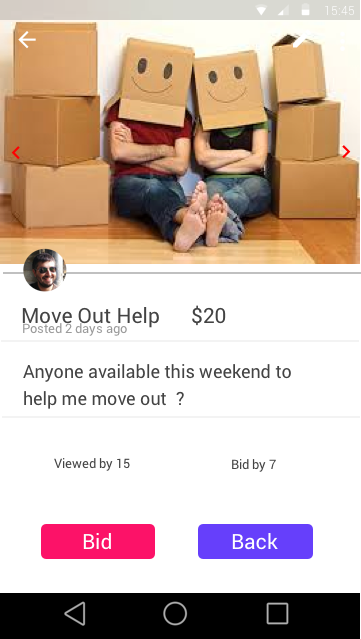 15:45
Move Out Help $20
Posted 2 days ago
Anyone available this weekend to
help me move out ?
Viewed by 15
Bid by 7
Bid
Back